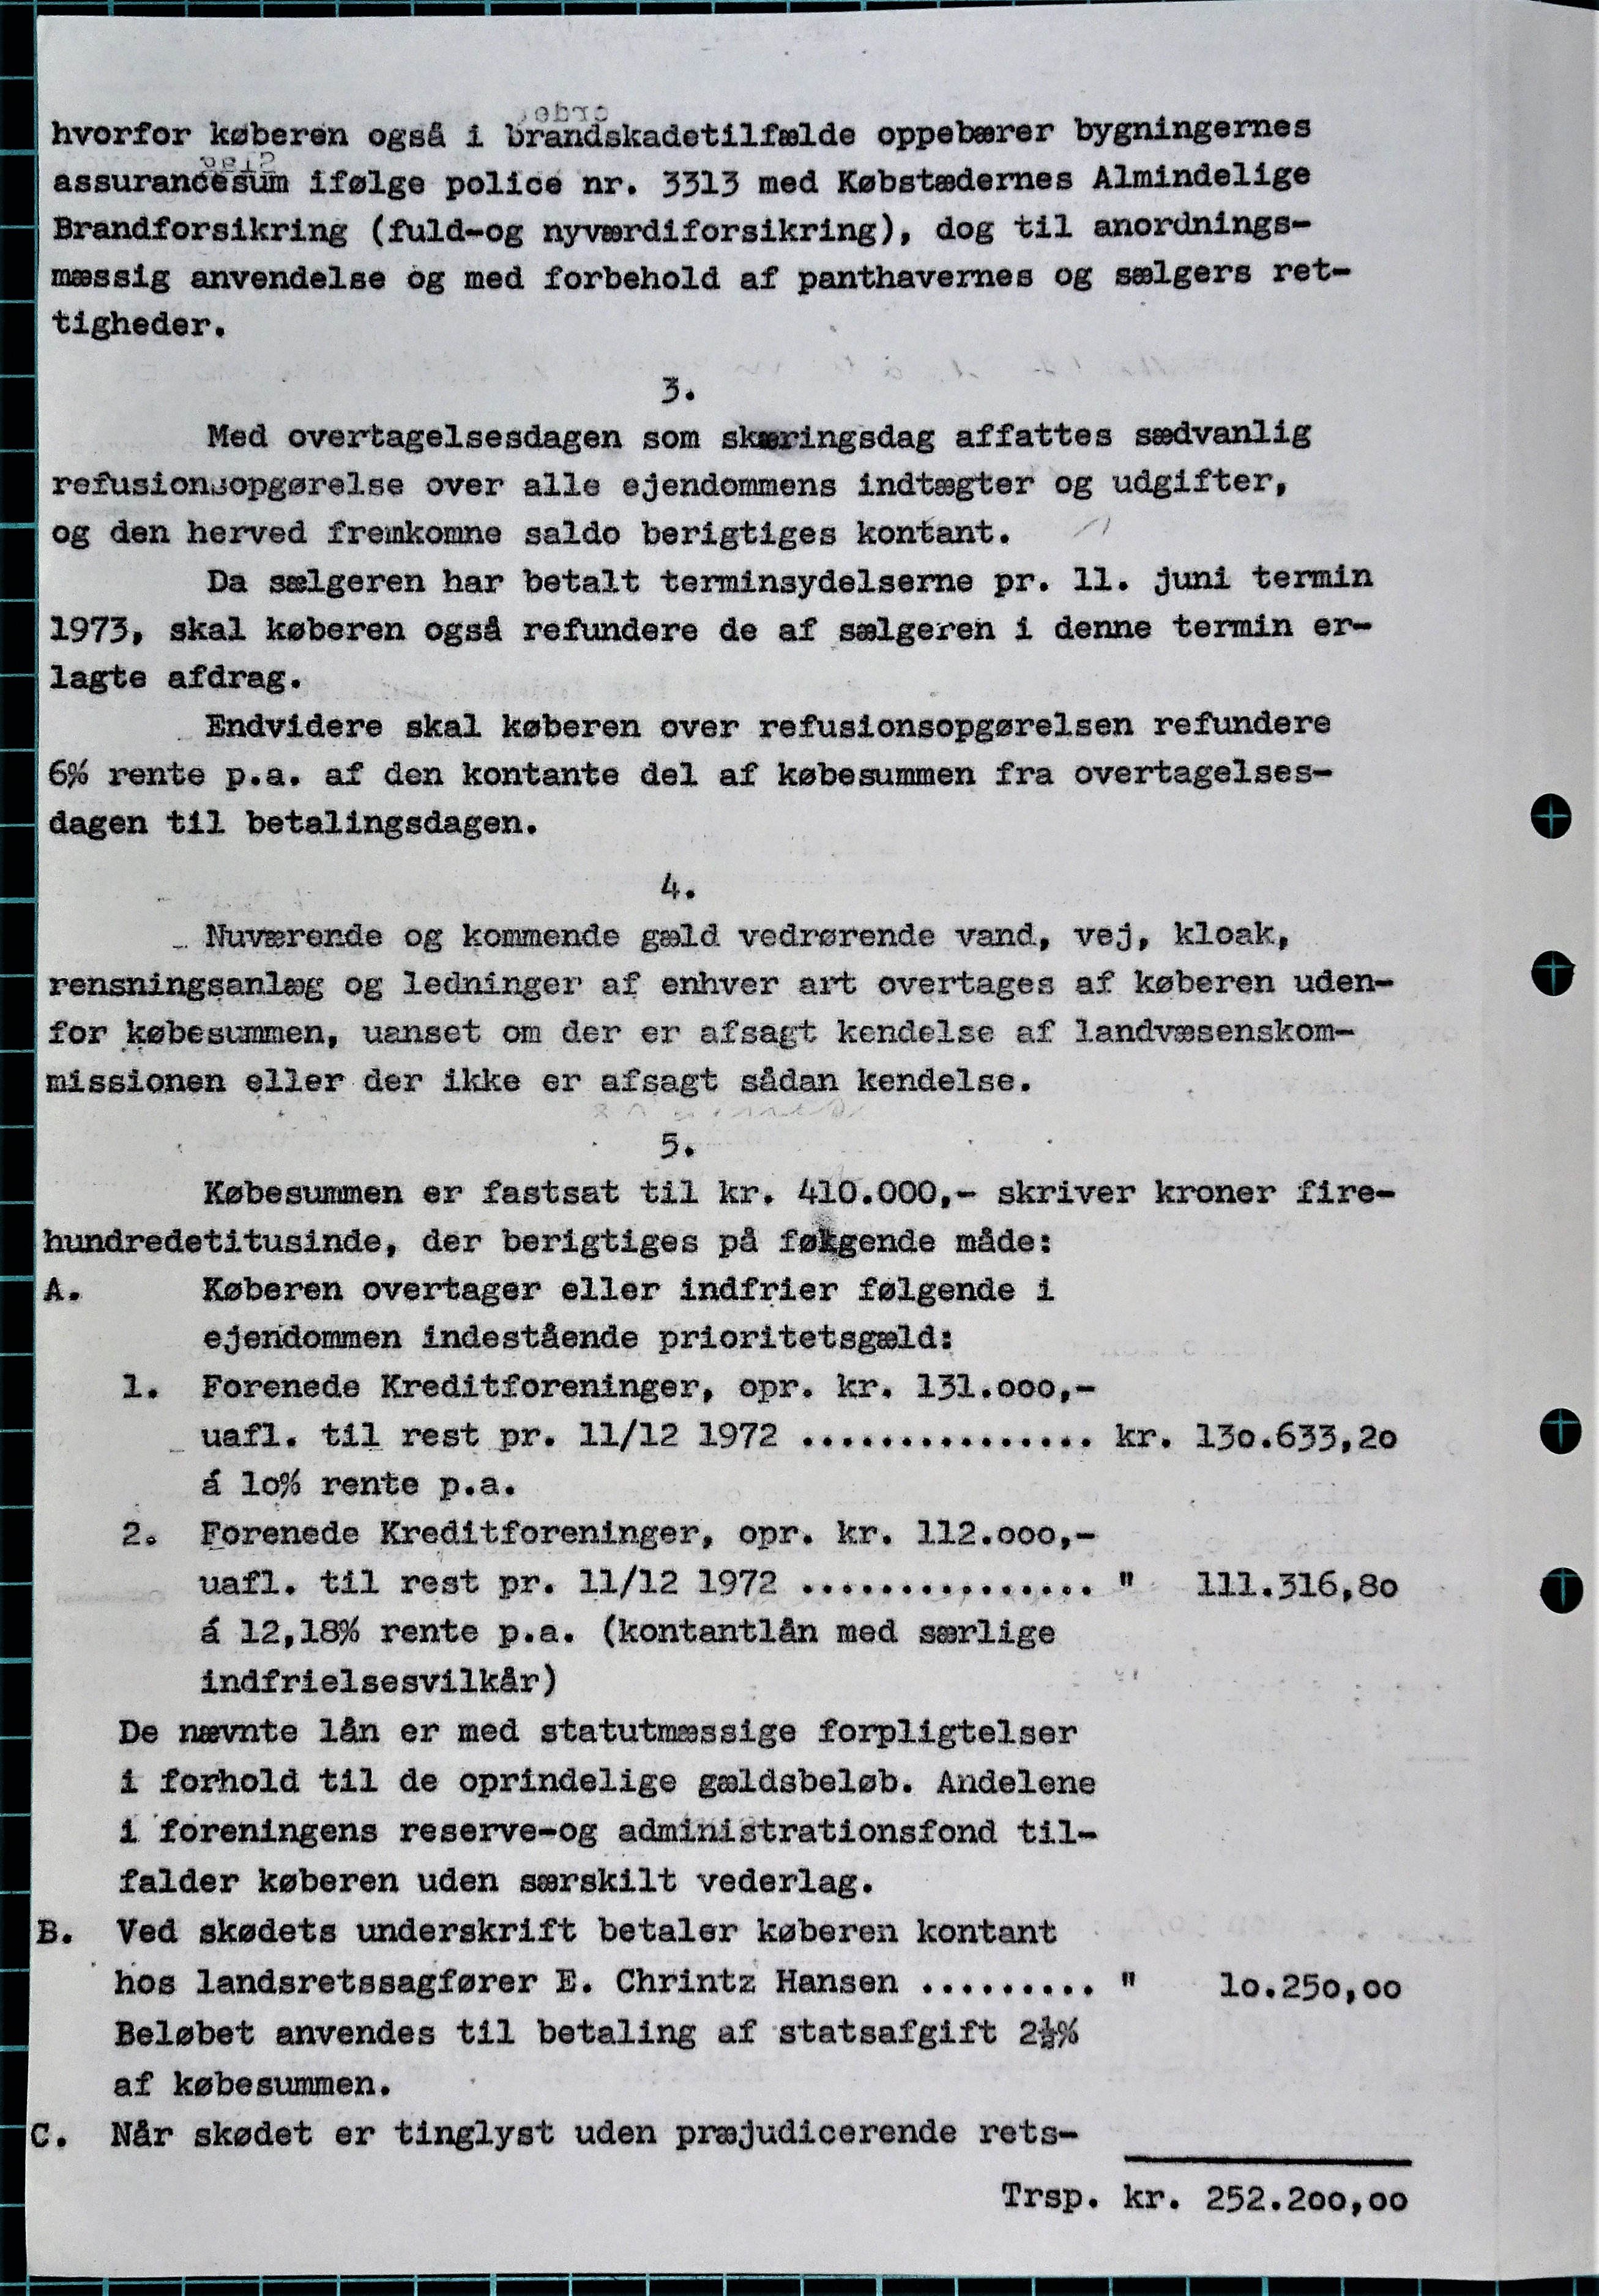 hvorfor køberen også i brandskadetilfælde oppebærer bygningernes
assurancesum ifølge police nr. 3313 med Købstædernes Almindelige
Brandforsikring (fuld-og nyværdiforsikring), dog til anordnings-
mæssig anvendelse og med forbehold af panthavernes og sælgers ret-
tigheder.
3.
Med overtagelsesdagen som skæringsdag affattes sædvanlig
refusionsopgørelse over alle ejendommens indtægter og udgifter,
og den herved fremkomne saldo berigtiges kontant.
Da sælgeren har betalt terminsydelserne pr. 11. juni termin
1973, skal køberen også refundere de af sælgeren i denne termin er-
lagte afdrag.
Endvidere skal køberen over refusionsopgørelsen refundere
6% rente p.a. af den kontante del af købesummen fra overtagelses-
dagen til betalingsdagen.
4.
Nuværende og kommende gæld vedrørende vand, vej, kloak,
rensningsanlæg og ledninger af enhver art overtages af køberen uden-
for købesummen, uanset om der er afsagt kendelse af landvæsenskom-
missionen eller der ikke er afsagt sådan kendelse.
5.
Købesummen er fastsat til kr. 410.000,- skriver kroner fire-
hundredetitusinde, der berigtiges på følgende måde:
A. Køberen overtager eller indfrier følgende i
ejendommen indestående prioritetsgæld:
1. Forenede Kreditforeninger, opr. kr. 131.ooo,-
uafl. til rest pr. 11/12 1972 ............... kr. 13o.633,2o
á 1o% rente p.a.
2. Forenede Kreditforeninger, opr. kr. 112.ooo,-
uafl. til rest pr. 11/12 1972 ............... " 111.316,8o
á 12,18% rente p.a. (kontantlån med særlige
indfrielsesvilkår)
De nævnte lån er med statutmæssige forpligtelser
i forhold til de oprindelige gældsbeløb. Andelene
i foreningens reserve-og administrationsfond til-
falder køberen uden særskilt vederlag.
B. Ved skødets underskrift betaler køberen kontant
hos landsretssagfører E. Chrintz Hansen ......... " 1o.25o,oo
Beløbet anvendes til betaling af statsafgift 2½%
af købesummen.
C. Når skødet er tinglyst uden præjudicerende rets-
Trsp. kr. 252.2oo,oo